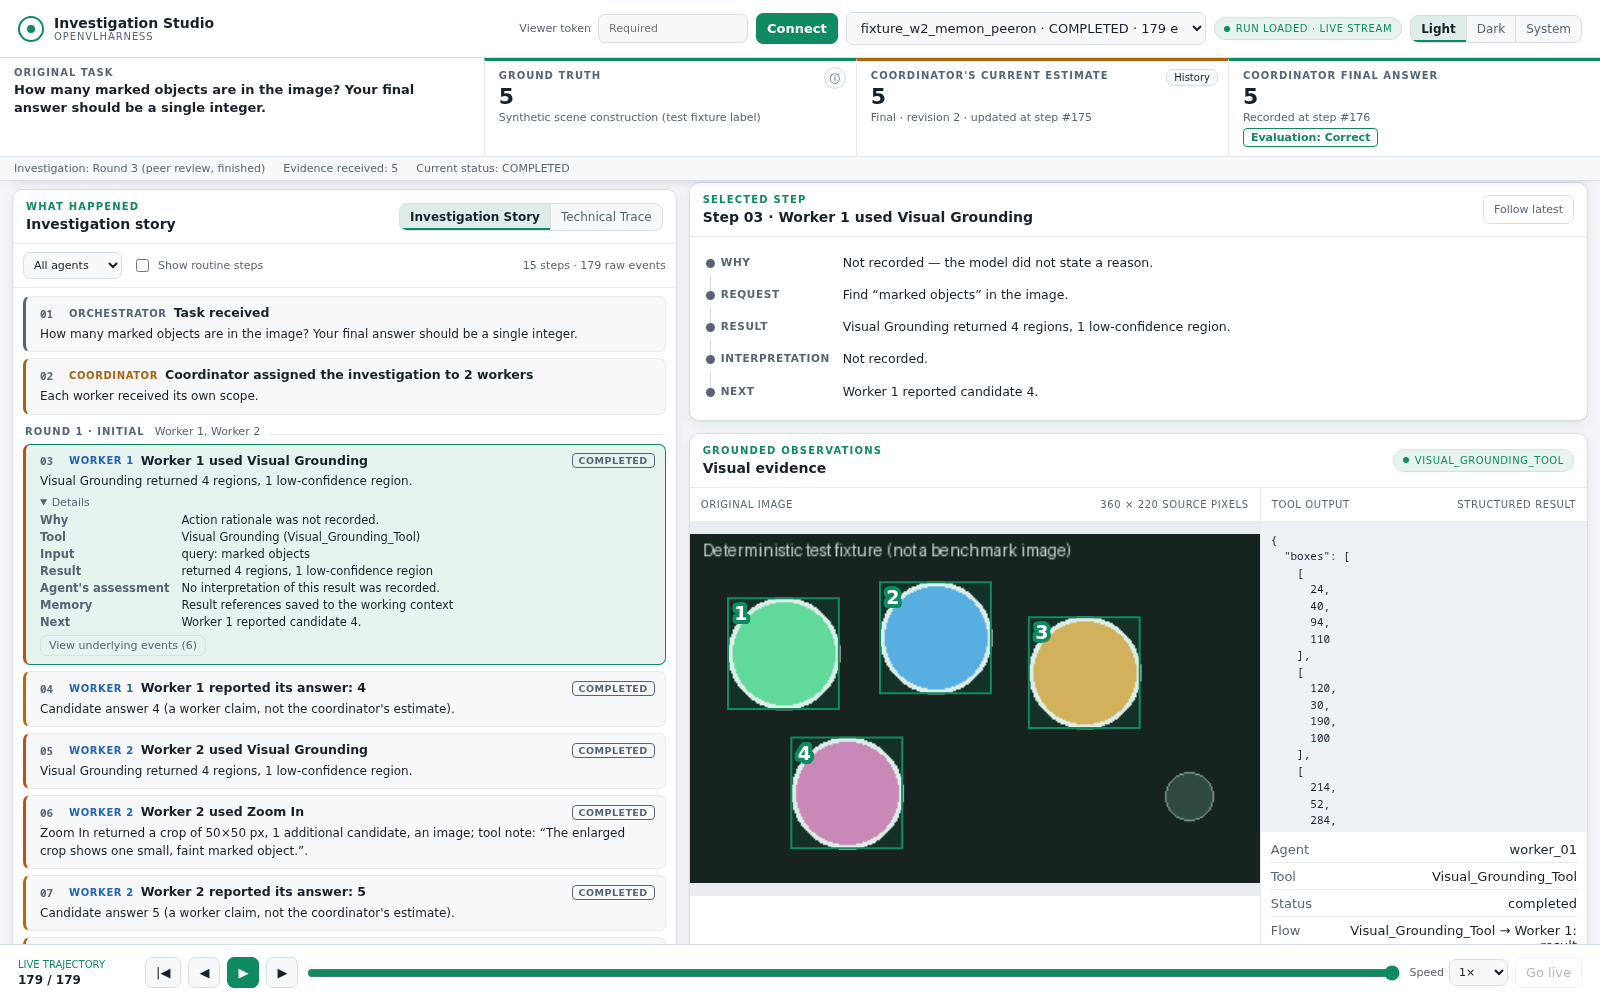 Investigation Studio
OPENVLHARNESS
Viewer token
Required
Connect
fixture_w2_memon_peeron · COMPLETED · 179 e
RUN LOADED · LIVE STREAM
Light
Dark
System
ORIGINAL TASK
How many marked objects are in the image? Your final
answer should be a single integer.
GROUND TRUTH
ⓘ
5
Synthetic scene construction (test fixture label)
COORDINATOR'S CURRENT ESTIMATE
History
5
Final · revision 2 · updated at step #175
COORDINATOR FINAL ANSWER
5
Recorded at step #176
Evaluation: Correct
Investigation: Round 3 (peer review, finished)
Evidence received: 5
Current status: COMPLETED
WHAT HAPPENED
Investigation story
Investigation Story
Technical Trace
All agents
Show routine steps
15 steps · 179 raw events
01 ORCHESTRATOR Task received
How many marked objects are in the image? Your final answer should be a single integer.
02 COORDINATOR Coordinator assigned the investigation to 2 workers
Each worker received its own scope.
ROUND 1 · INITIAL Worker 1, Worker 2
03 WORKER 1 Worker 1 used Visual Grounding COMPLETED
Visual Grounding returned 4 regions, 1 low-confidence region.
▼ Details
Why Action rationale was not recorded.
Tool Visual Grounding (Visual_Grounding_Tool)
Input query: marked objects
Result returned 4 regions, 1 low-confidence region
Agent's assessment No interpretation of this result was recorded.
Memory Result references saved to the working context
Next Worker 1 reported candidate 4.
View underlying events (6)
04 WORKER 1 Worker 1 reported its answer: 4 COMPLETED
Candidate answer 4 (a worker claim, not the coordinator's estimate).
05 WORKER 2 Worker 2 used Visual Grounding COMPLETED
Visual Grounding returned 4 regions, 1 low-confidence region.
06 WORKER 2 Worker 2 used Zoom In COMPLETED
Zoom In returned a crop of 50×50 px, 1 additional candidate, an image; tool note: “The enlarged
crop shows one small, faint marked object.”.
07 WORKER 2 Worker 2 reported its answer: 5 COMPLETED
Candidate answer 5 (a worker claim, not the coordinator's estimate).
SELECTED STEP
Step 03 · Worker 1 used Visual Grounding
Follow latest
WHY Not recorded — the model did not state a reason.
REQUEST Find “marked objects” in the image.
RESULT Visual Grounding returned 4 regions, 1 low-confidence region.
INTERPRETATION Not recorded.
NEXT Worker 1 reported candidate 4.
GROUNDED OBSERVATIONS
Visual evidence
VISUAL_GROUNDING_TOOL
ORIGINAL IMAGE
360 × 220 SOURCE PIXELS
Deterministic test fixture (not a benchmark image)
1
2
3
4
TOOL OUTPUT
STRUCTURED RESULT
{
"boxes": [
[
24,
40,
94,
110
],
[
120,
30,
190,
100
],
[
214,
52,
284,
Agent worker_01
Tool Visual_Grounding_Tool
Status completed
Flow Visual_Grounding_Tool → Worker 1:
LIVE TRAJECTORY
179 / 179
Speed
1×
Go live